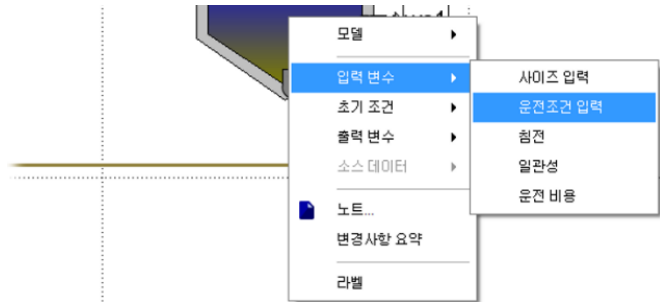 모델
입력 변수
초기 조건
출력 변수
소스 데이터
노트...
변경사항 요약
라벨
사이즈 입력
운전조건 입력
침전
일관성
운전 비용